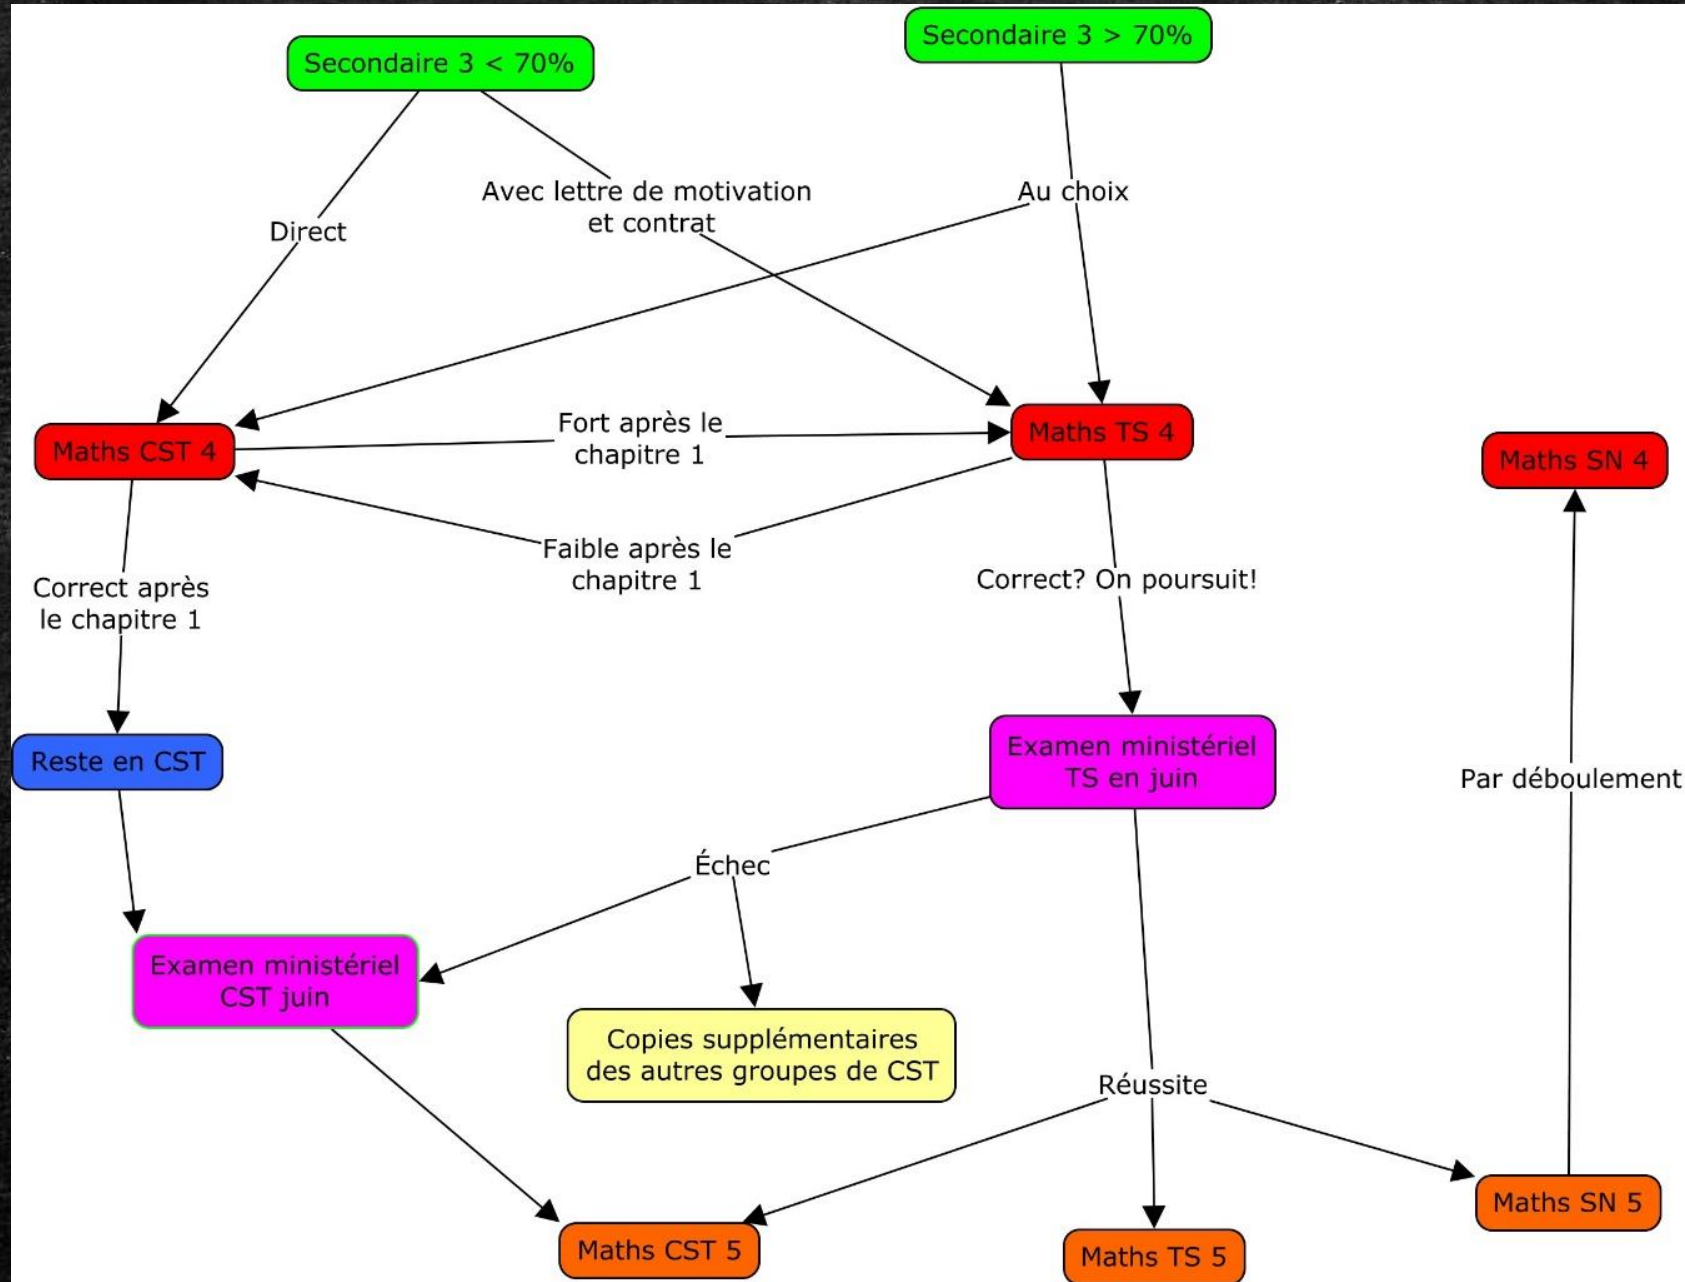 Secondaire 3 < 70%
Secondaire 3 > 70%
Direct
Avec lettre de motivation
et contrat
Au choix
Maths CST 4
Fort après le
chapitre 1
Maths TS 4
Maths SN 4
Faible après le
chapitre 1
Correct après
le chapitre 1
Correct? On poursuit!
Reste en CST
Examen ministériel
TS en juin
Par déboulement
Échec
Examen ministériel
CST juin
Copies supplémentaires
des autres groupes de CST
Réussite
Maths CST 5
Maths TS 5
Maths SN 5